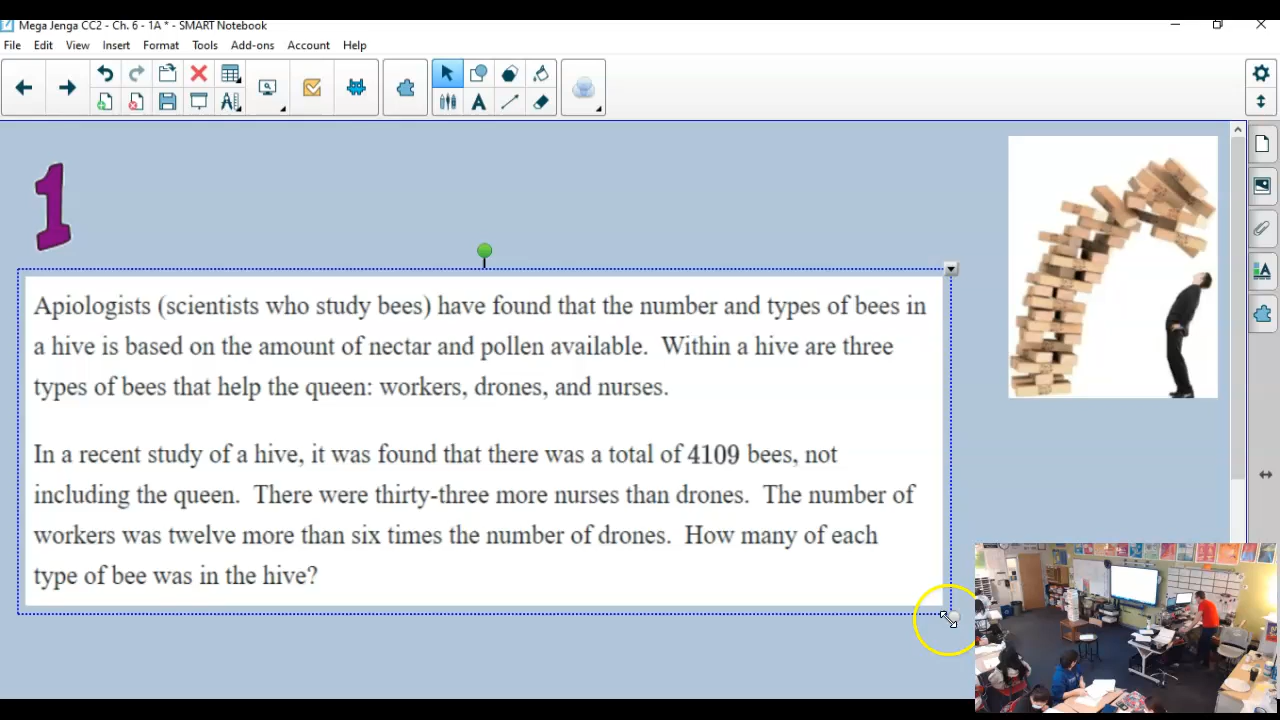 Mega Jenga CC2 - Ch. 6 - 1A * - SMART Notebook
File Edit View Insert Format Tools Add-ons Account Help
1
Apiologists (scientists who study bees) have found that the number and types of bees in
a hive is based on the amount of nectar and pollen available. Within a hive are three
types of bees that help the queen: workers, drones, and nurses.
In a recent study of a hive, it was found that there was a total of 4109 bees, not
including the queen. There were thirty-three more nurses than drones. The number of
workers was twelve more than six times the number of drones. How many of each
type of bee was in the hive?